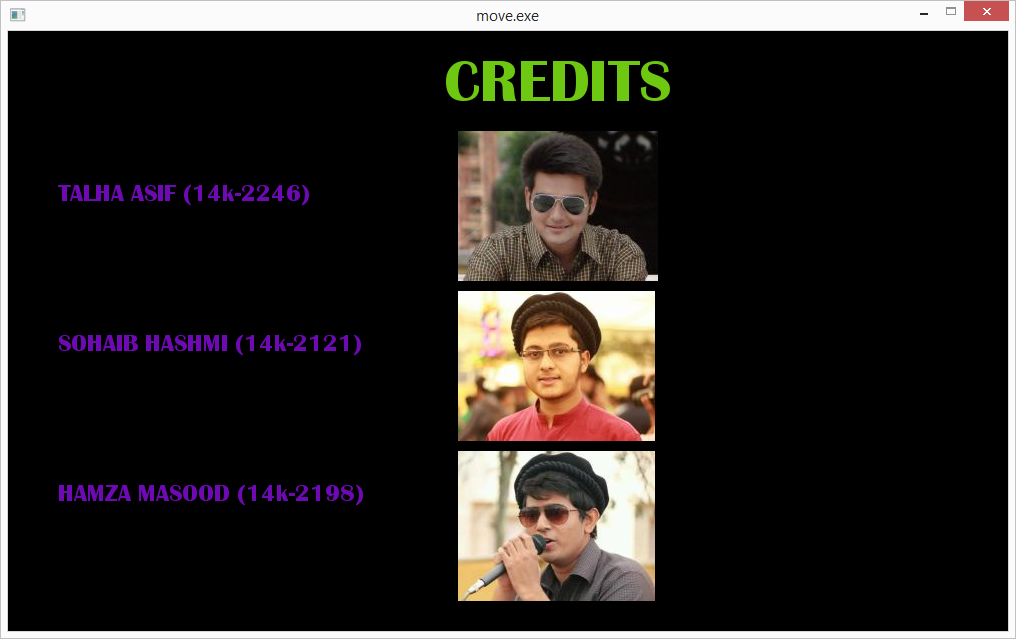 move.exe
CREDITS
TALHA ASIF (14k-2246)
SOHAIB HASHMI (14k-2121)
HAMZA MASOOD (14k-2198)